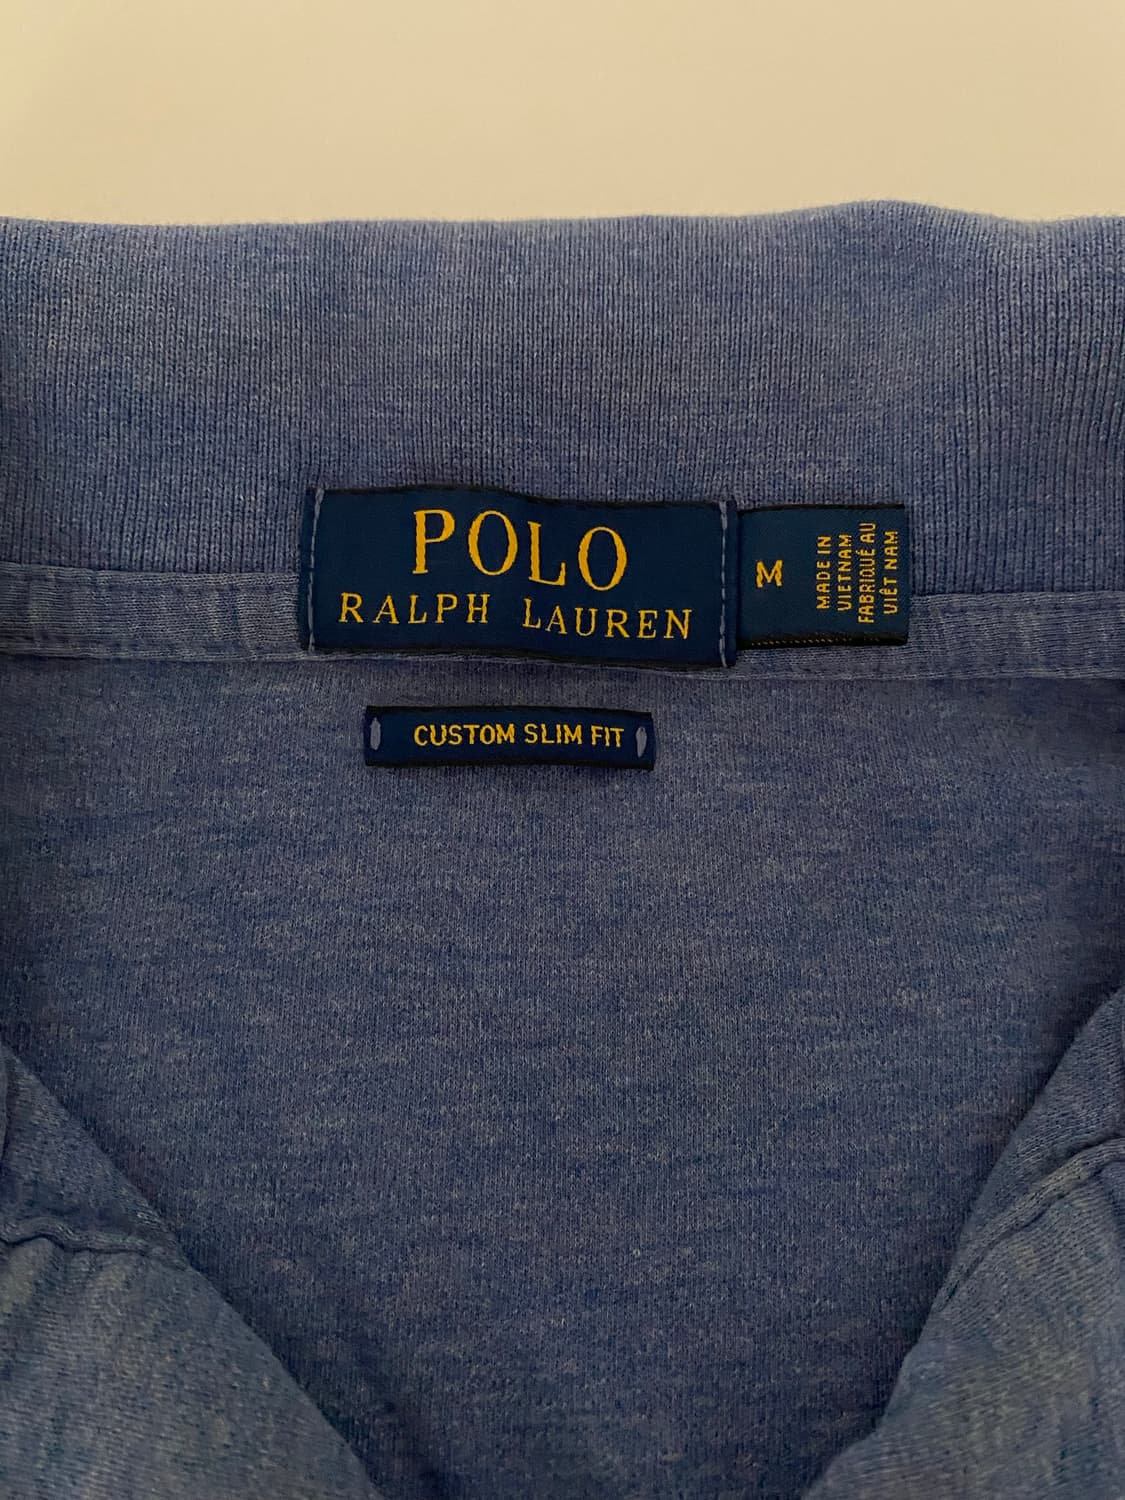 POLO
RALPH LAUREN
M
MADE IN
VIETNAM
FABRIQUÉ AU
VIÊT NAM
CUSTOM SLIM FIT